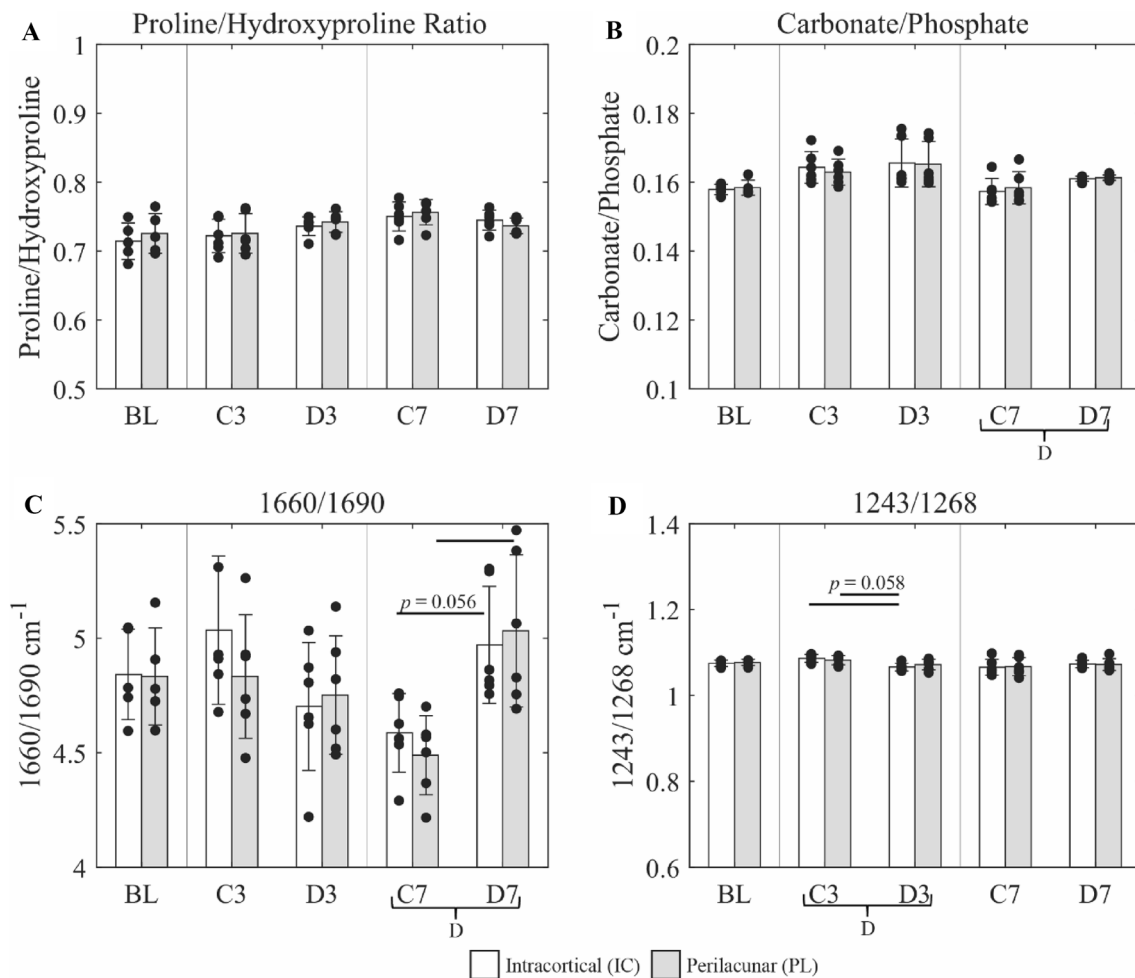 A
Proline/Hydroxyproline Ratio
Proline/Hydroxyproline
1
0.9
0.8
0.7
0.6
0.5
BL C3 D3 C7 D7
B
Carbonate/Phosphate
Carbonate/Phosphate
0.2
0.18
0.16
0.14
0.12
0.1
BL C3 D3 C7 D7
D
C
1660/1690
1660/1690 cm⁻¹
5.5
5
4.5
4
p = 0.056
BL C3 D3 C7 D7
D
D
1243/1268
1243/1268 cm⁻¹
1.4
1.2
1
0.8
0.6
p = 0.058
BL C3 D3 C7 D7
D
Intracortical (IC) Perilacunar (PL)